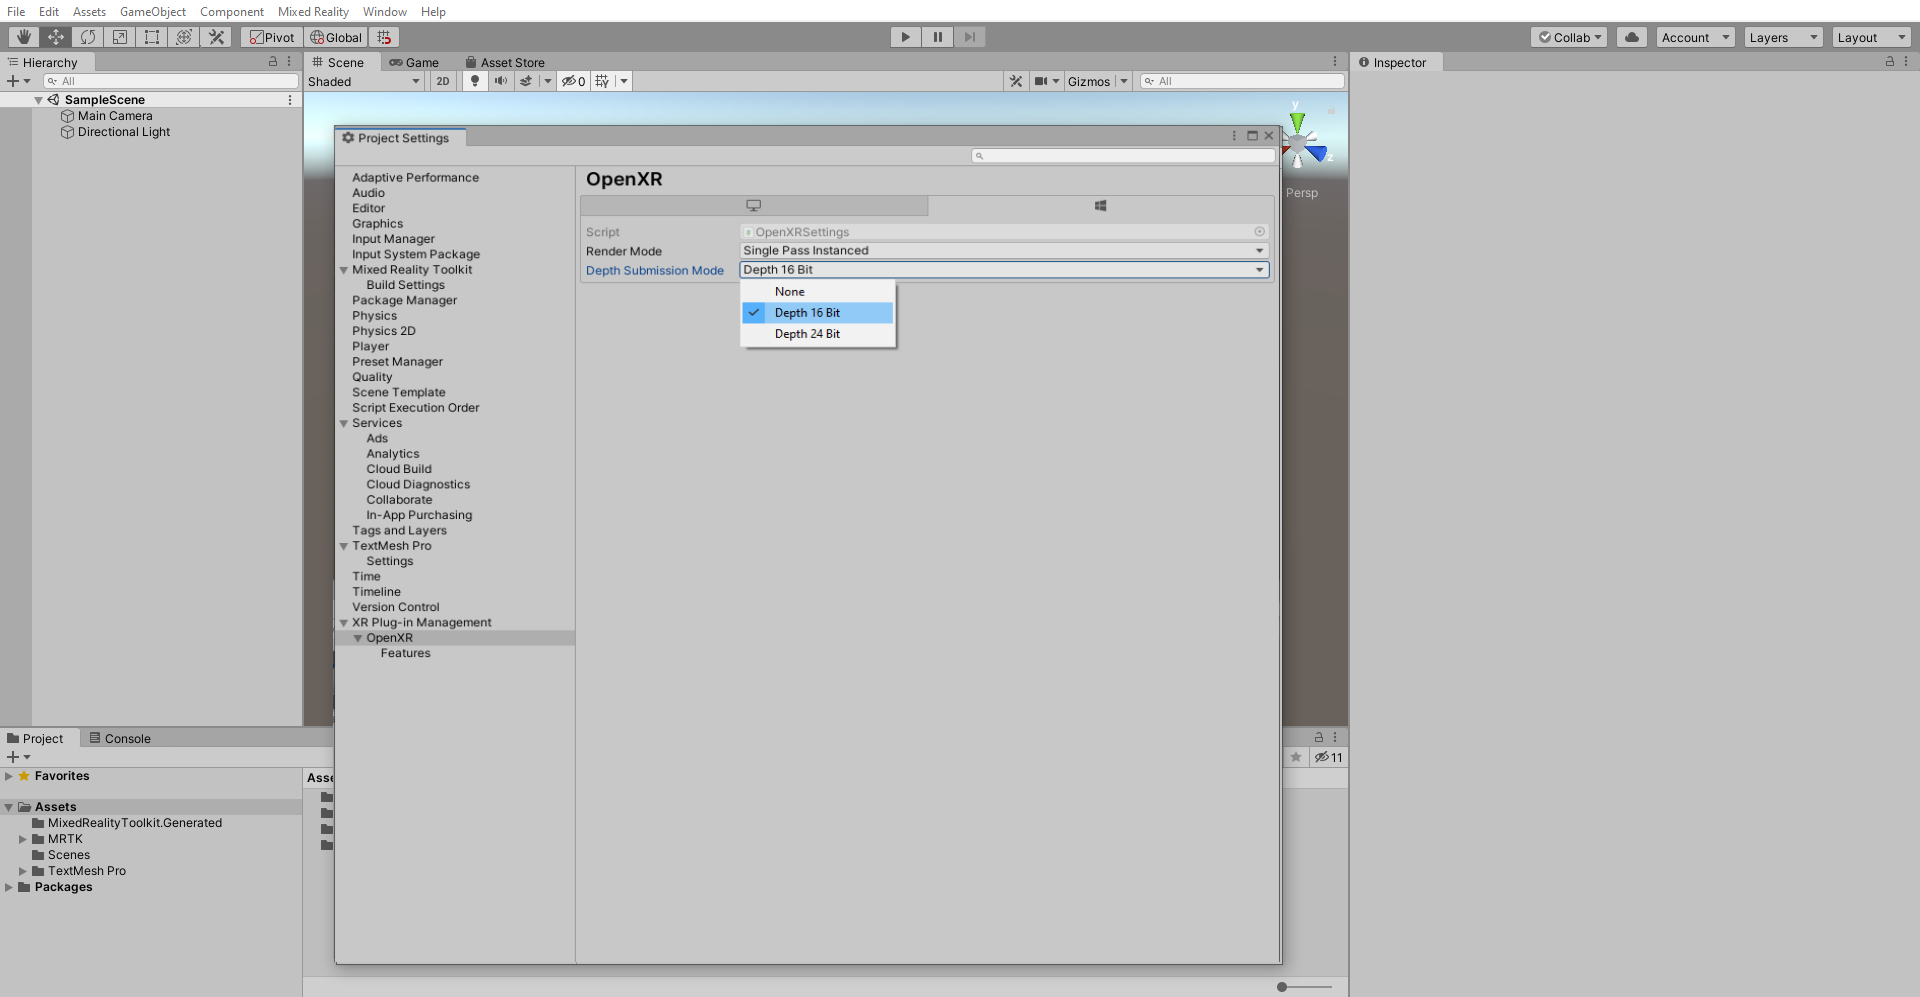 File Edit Assets GameObject Component Mixed Reality Window Help
Pivot Global Collab Account Layers Layout
Hierarchy
All
SampleScene
Main Camera
Directional Light
Scene Game Asset Store
Shaded 2D 0 Gizmos All
y
z
Persp
Inspector
Project Settings
Adaptive Performance
Audio
Editor
Graphics
Input Manager
Input System Package
Mixed Reality Toolkit
Build Settings
Package Manager
Physics
Physics 2D
Player
Preset Manager
Quality
Scene Template
Script Execution Order
Services
Ads
Analytics
Cloud Build
Cloud Diagnostics
Collaborate
In-App Purchasing
Tags and Layers
TextMesh Pro
Settings
Time
Timeline
Version Control
XR Plug-in Management
OpenXR
Features
OpenXR
Script OpenXRSettings
Render Mode Single Pass Instanced
Depth Submission Mode Depth 16 Bit
None
Depth 16 Bit
Depth 24 Bit
Project Console
11
Favorites
Assets
MixedRealityToolkit.Generated
MRTK
Scenes
TextMesh Pro
Packages
Asse